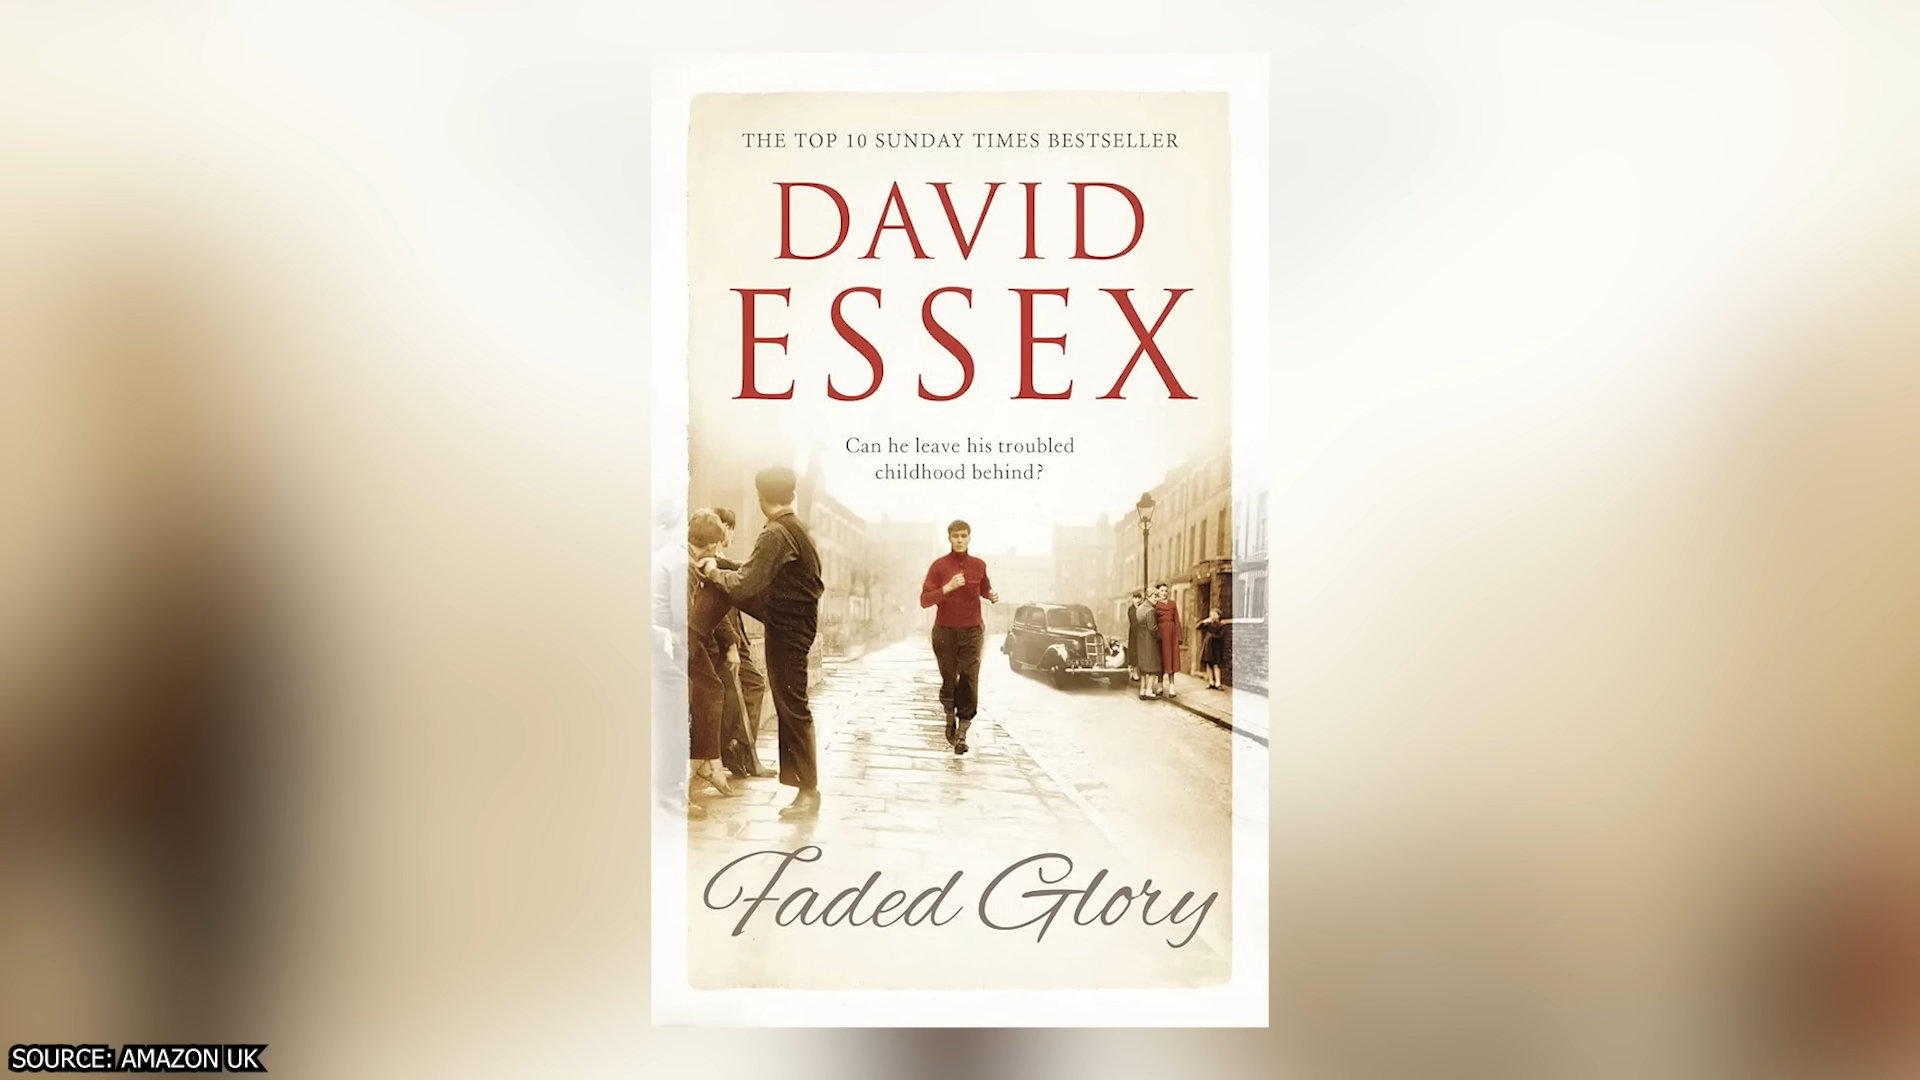 THE TOP 10 SUNDAY TIMES BESTSELLER
DAVID
ESSEX
Can he leave his troubled
childhood behind?
Faded Glory
SOURCE: AMAZON UK